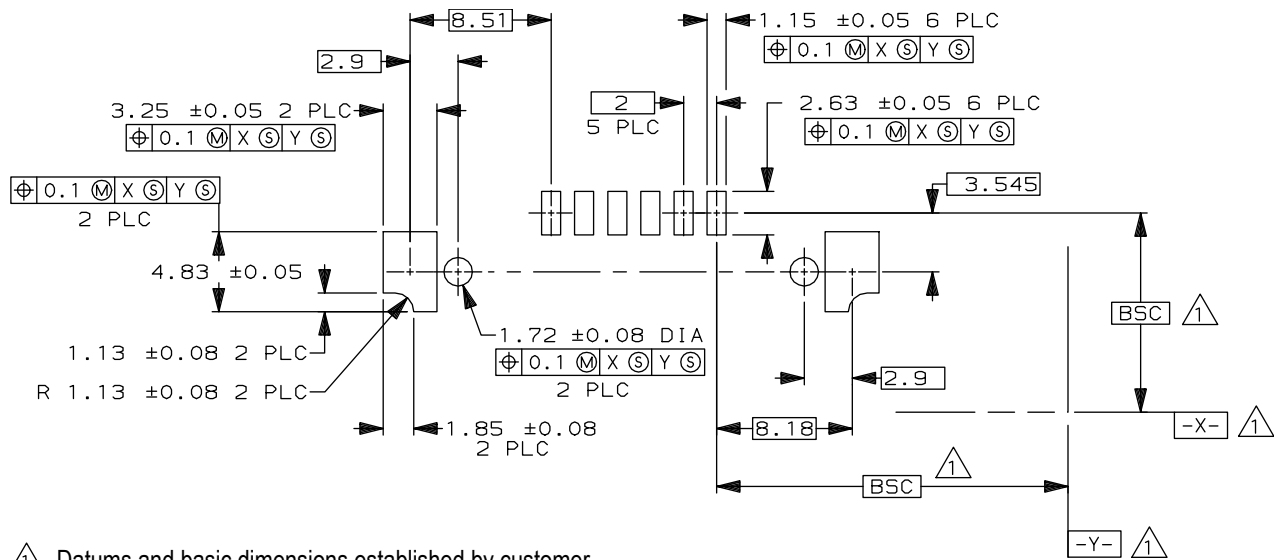 8.51
1.15 ±0.05 6 PLC
⌖ 0.1 Ⓜ X Ⓢ Y Ⓢ
2.9
3.25 ±0.05 2 PLC
⌖ 0.1 Ⓜ X Ⓢ Y Ⓢ
2
5 PLC
2.63 ±0.05 6 PLC
⌖ 0.1 Ⓜ X Ⓢ Y Ⓢ
⌖ 0.1 Ⓜ X Ⓢ Y Ⓢ
2 PLC
3.545
4.83 ±0.05
BSC 1
1.13 ±0.08 2 PLC
R 1.13 ±0.08 2 PLC
1.72 ±0.08 DIA
⌖ 0.1 Ⓜ X Ⓢ Y Ⓢ
2 PLC
2.9
1.85 ±0.08
2 PLC
8.18
-X- 1
BSC 1
-Y- 1
1 Datums and basic dimensions established by customer